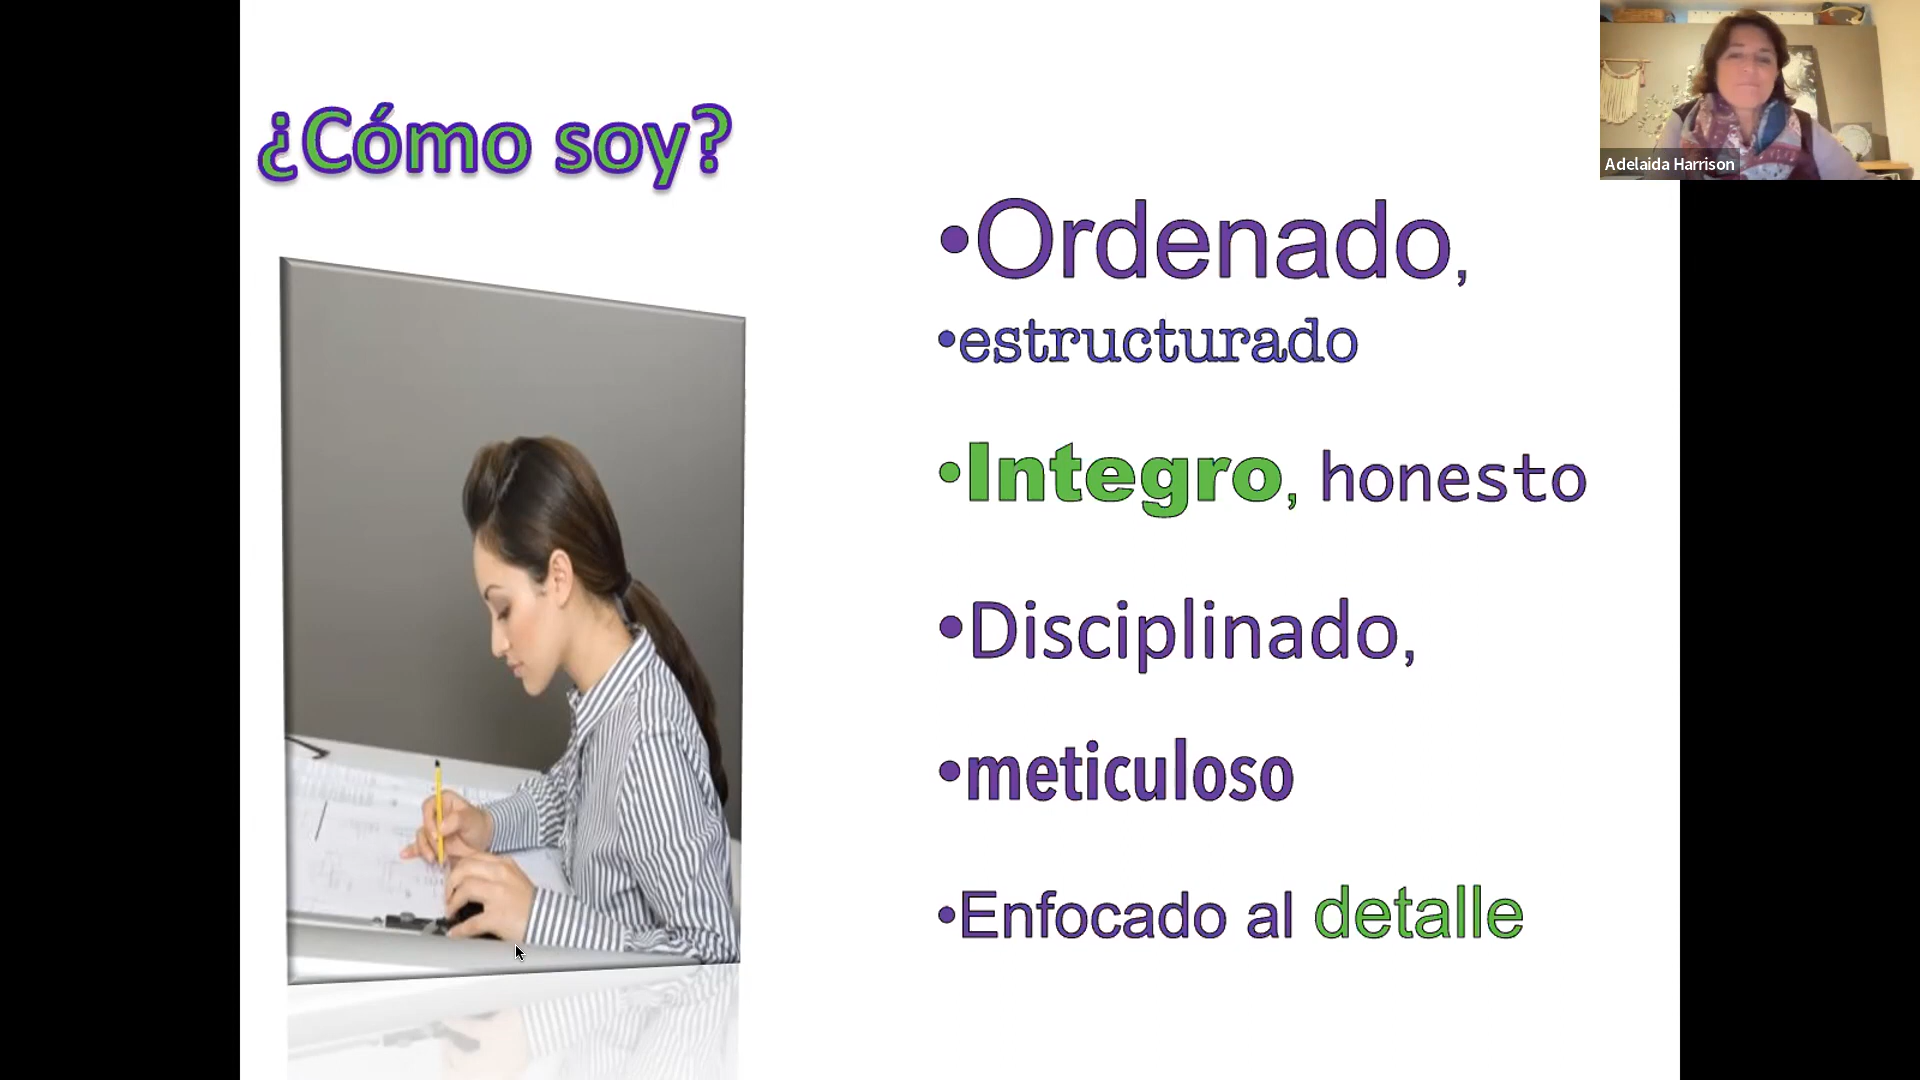 ¿Cómo soy?
Adelaida Harrison
•Ordenado,
•estructurado
•Integro, honesto
•Disciplinado,
•meticuloso
•Enfocado al detalle